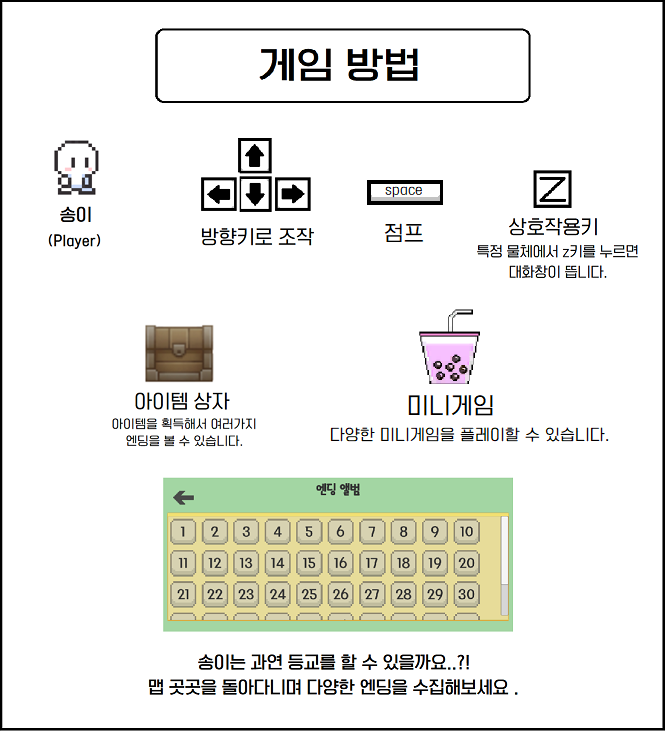 게임 방법
송이
(Player)
방향키로 조작
space
점프
Z
상호작용키
특정 물체에서 z키를 누르면
대화창이 뜹니다.
아이템 상자
아이템을 획득해서 여러가지
엔딩을 볼 수 있습니다.
미니게임
다양한 미니게임을 플레이할 수 있습니다.
엔딩 앨범
1 2 3 4 5 6 7 8 9 10
11 12 13 14 15 16 17 18 19 20
21 22 23 24 25 26 27 28 29 30
송이는 과연 등교를 할 수 있을까요..?!
맵 곳곳을 돌아다니며 다양한 엔딩을 수집해보세요 .